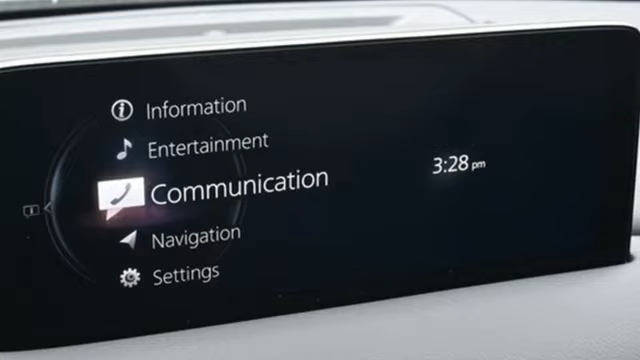 Information
Entertainment
Communication
3:28 pm
Navigation
Settings